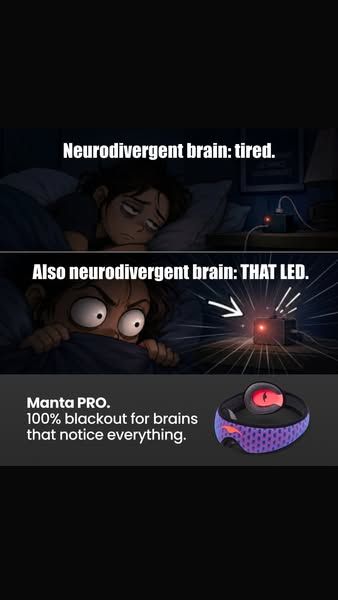 Neurodivergent brain: tired.
Also neurodivergent brain: THAT LED.
Manta PRO.
100% blackout for brains
that notice everything.